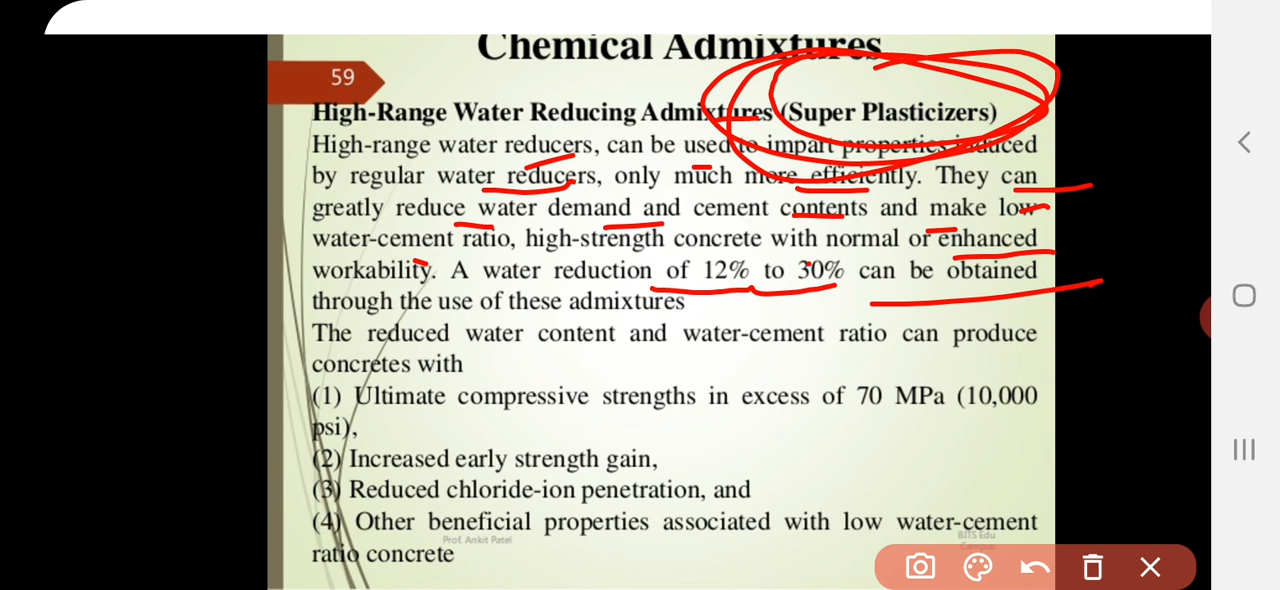 Chemical Admixtures
59
High-Range Water Reducing Admixtures (Super Plasticizers)
High-range water reducers, can be used to impart properties induced
by regular water reducers, only much more efficiently. They can
greatly reduce water demand and cement contents and make low
water-cement ratio, high-strength concrete with normal or enhanced
workability. A water reduction of 12% to 30% can be obtained
through the use of these admixtures
The reduced water content and water-cement ratio can produce
concretes with
(1) Ultimate compressive strengths in excess of 70 MPa (10,000
psi),
(2) Increased early strength gain,
(3) Reduced chloride-ion penetration, and
(4) Other beneficial properties associated with low water-cement
ratio concrete
Prof. Ankit Patel
BITS Edu
Campus